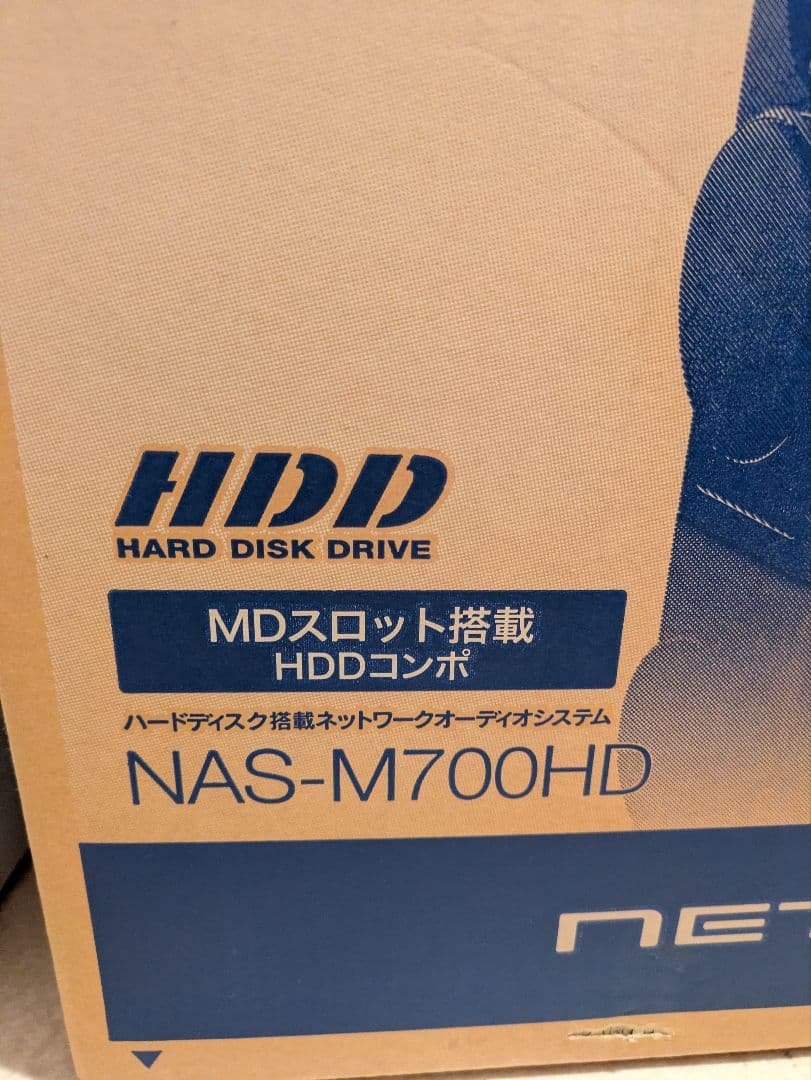 HDD
HARD DISK DRIVE
MDスロット搭載
HDDコンポ
ハードディスク搭載ネットワークオーディオシステム
NAS-M700HD
NET